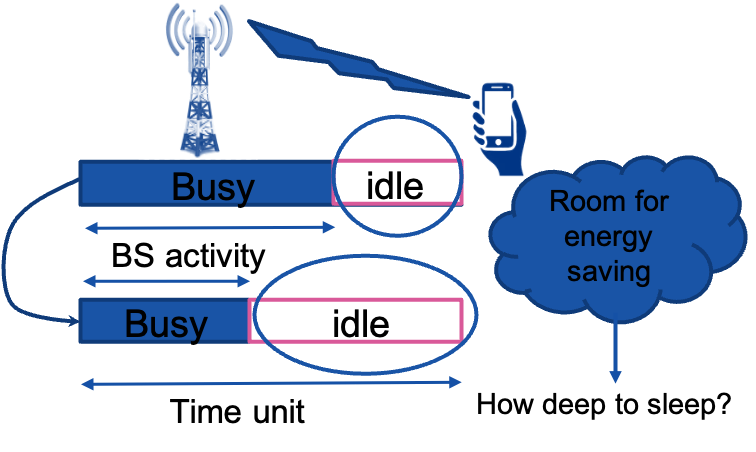 Busy
idle
BS activity
Room for
energy
saving
Busy
idle
Time unit
How deep to sleep?